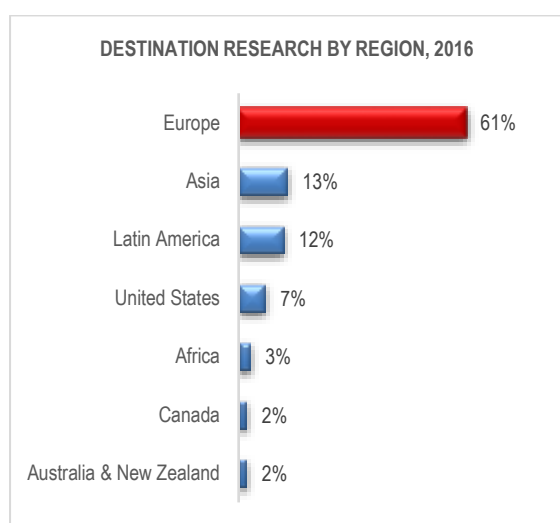 DESTINATION RESEARCH BY REGION, 2016
Europe 61%
Asia 13%
Latin America 12%
United States 7%
Africa 3%
Canada 2%
Australia & New Zealand 2%